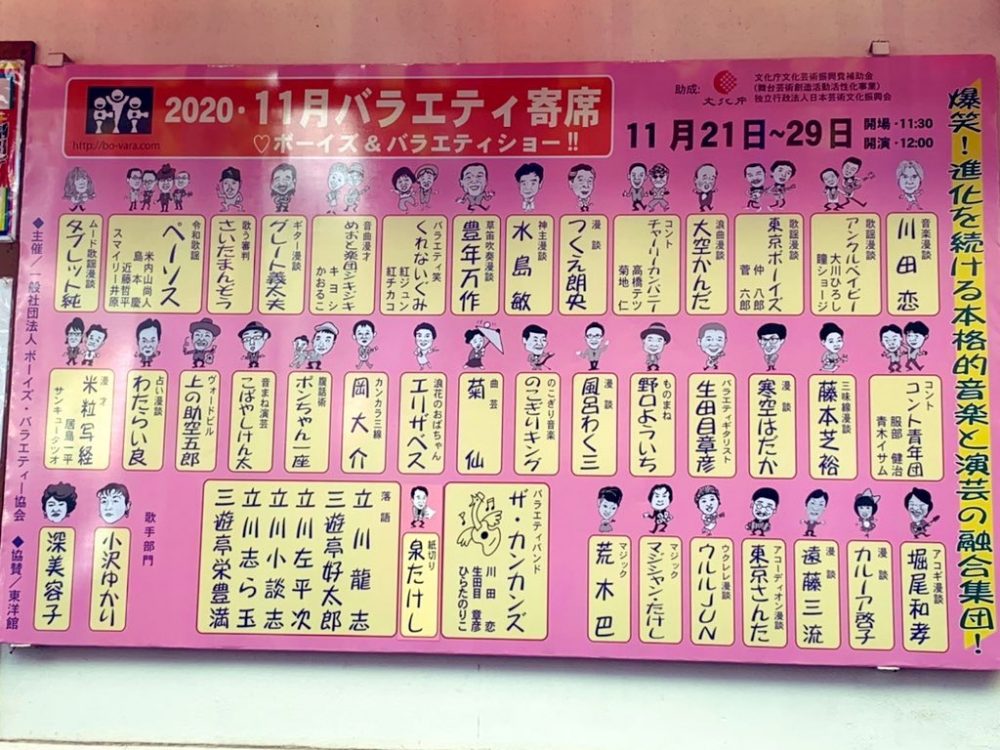 2020・11月バラエティ寄席
♡ボーイズ&バラエティショー!!
http://bo-vara.com
助成:
文化庁
文化庁文化芸術振興費補助金
(舞台芸術創造活動活性化事業)
独立行政法人日本芸術文化振興会
11月21日~29日
開場・11:30
開演・12:00
爆笑!進化を続ける本格的音楽と演芸の融合集団!
音楽漫談
川田恋
歌謡漫談
アンクルベイビー
大川ひろし
瞳ショージ
歌謡漫談
東京ボーイズ
仲八郎
菅六郎
浪曲漫談
大空かんだ
コント
チャーリーカンパニー
高橋テツ
菊地仁
漫談
つくえ朗央
神主漫談
水島敏
草笛吹奏漫談
豊年万作
バラエティ笑
くれないぐみ
紅ジュン
紅チカコ
音曲漫才
めおと楽団ジキジキ
キヨシ
かおるこ
ギター漫談
グレート義太夫
歌う審判
さいたまんぞう
令和歌謡
ペーソス
米内山尚人
近藤哲平
島本慶
スマイリー井原
ムード歌謡漫談
タブレット純
コント
コント青年団
服部健治
青木イサム
三味線漫談
藤本芝裕
漫談
寒空はだか
バラエティギタリスト
生田目章彦
ものまね
野口よういち
漫談
風呂わく三
のこぎり音楽
のこぎりキング
曲芸
菊仙
浪花のおばちゃん
エリザベス
カンカラ三線
岡大介
腹話術
ポンちゃん一座
音まね演芸
こばやしけん太
ヴォードビル
上の助空五郎
占い漫談
わたらい良
漫才
米粒写経
居島一平
サンキュータツオ
アコギ漫談
堀尾和孝
漫談
カルーア啓子
漫談
遠藤三流
アコーディオン漫談
東京さんた
ウクレレ漫談
ウルルJUN
マジック
マジシャン・たけし
マジック
荒木巴
バラエティバンド
ザ・カンカンズ
川田恋
生田目章彦
ひらたのりこ
紙切り
泉たけし
落語
立川龍志
三遊亭好太郎
立川左平次
立川小談志
立川志ら玉
三遊亭栄豊満
歌手部門
小沢ゆかり
深美容子
◆主催/一般社団法人 ボーイズ・バラエティー協会
◆協賛/東洋館